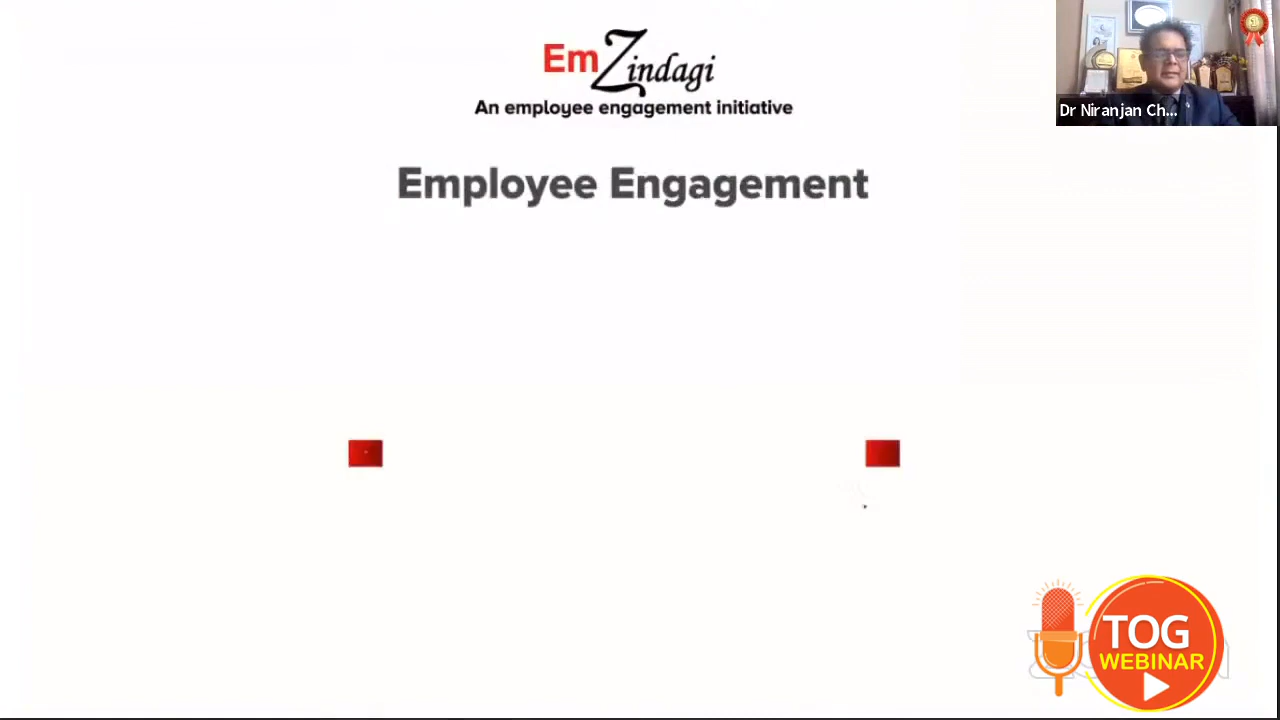 EmZindagi
An employee engagement initiative
Employee Engagement
Dr Niranjan Ch...
TOG
WEBINAR